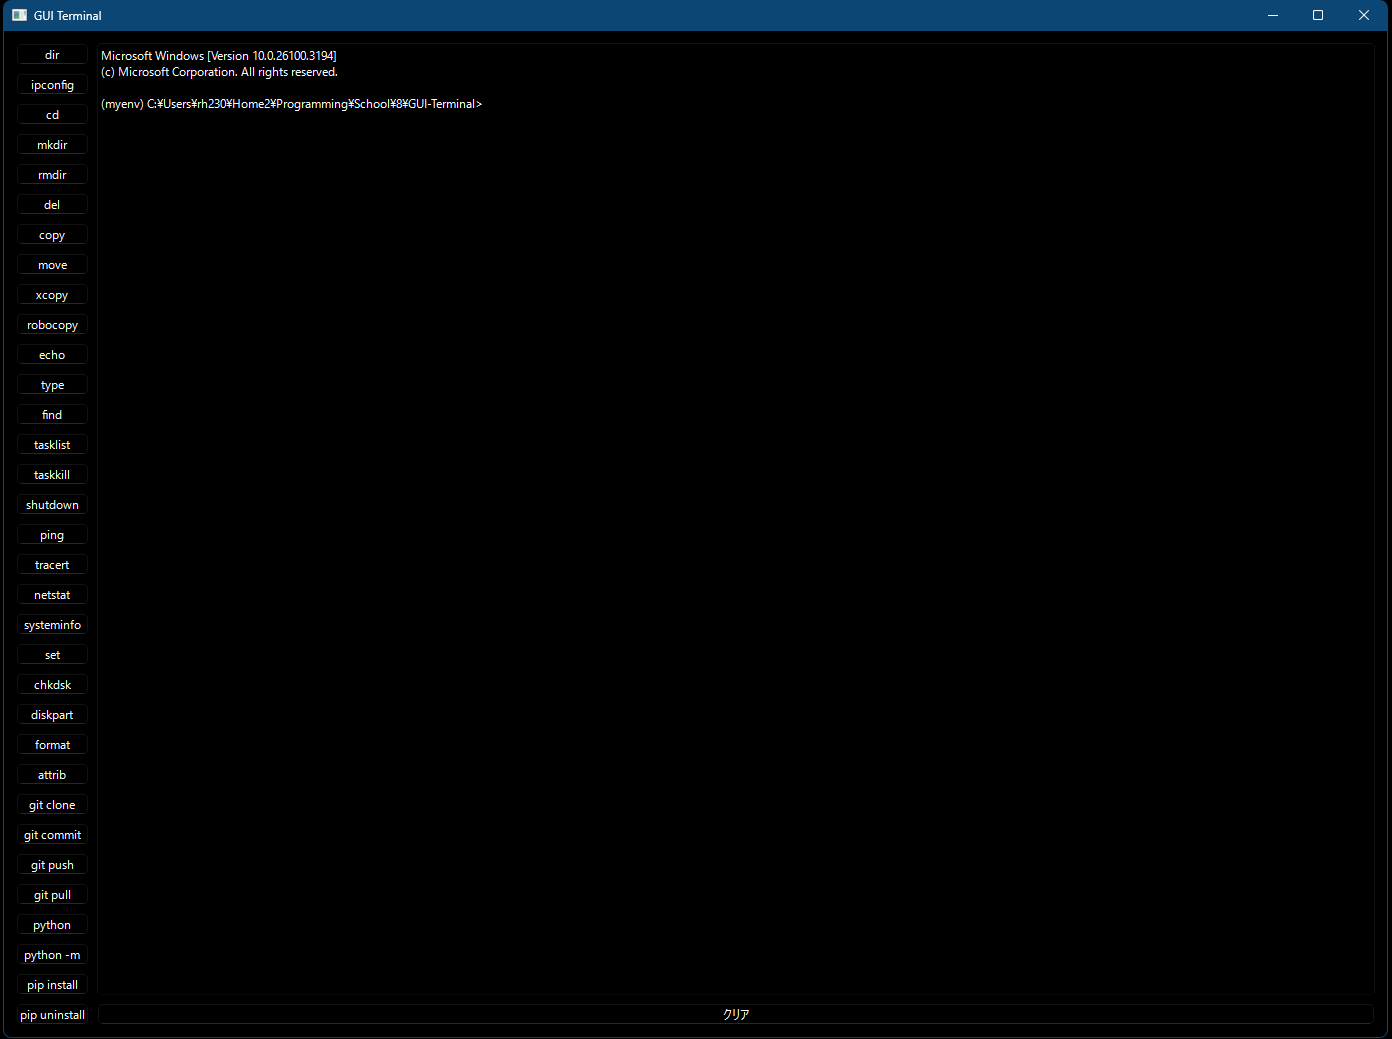 GUI Terminal
dir
ipconfig
cd
mkdir
rmdir
del
copy
move
xcopy
robocopy
echo
type
find
tasklist
taskkill
shutdown
ping
tracert
netstat
systeminfo
set
chkdsk
diskpart
format
attrib
git clone
git commit
git push
git pull
python
python -m
pip install
pip uninstall
Microsoft Windows [Version 10.0.26100.3194]
(c) Microsoft Corporation. All rights reserved.
(myenv) C:¥Users¥rh230¥Home2¥Programming¥School¥8¥GUI-Terminal>
クリア